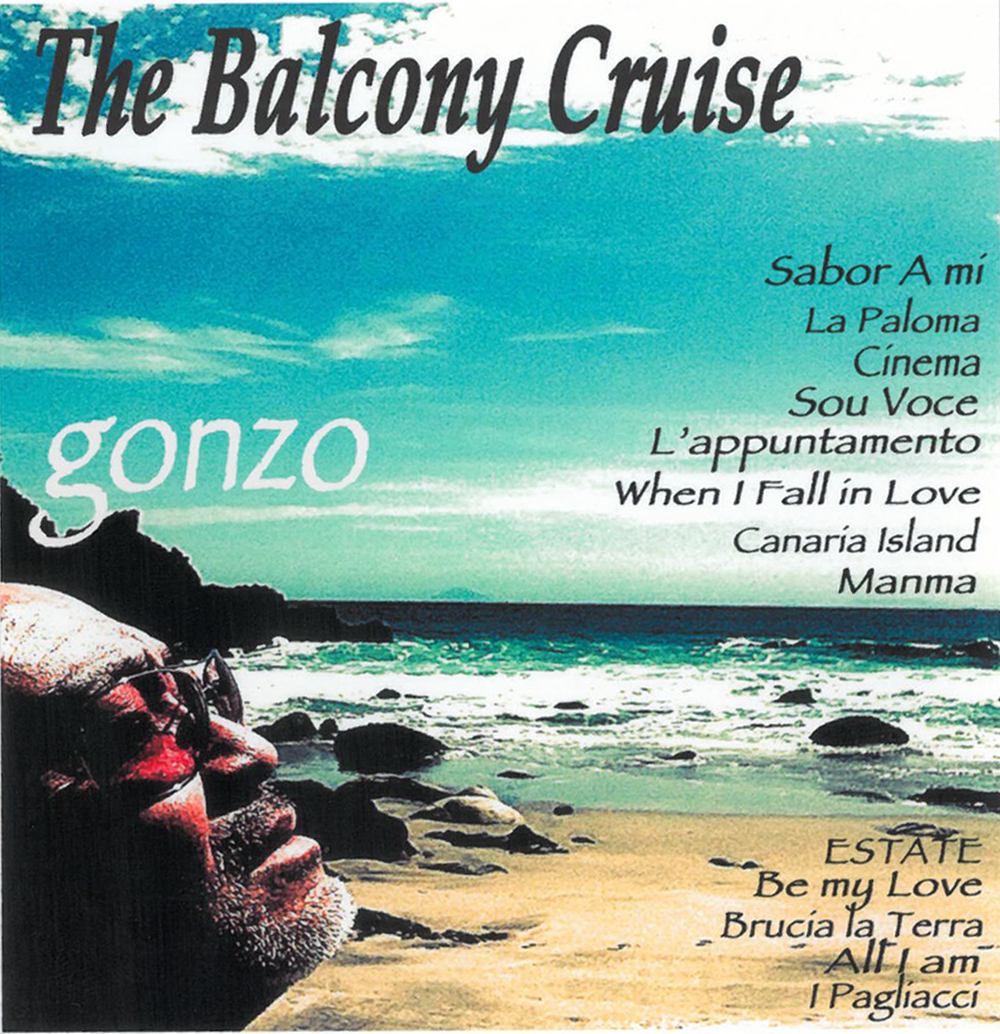 The Balcony Cruise
Sabor A mi
La Paloma
Cinema
Sou Voce
L'appuntamento
gonzo
When I Fall in Love
Canaria Island
Manma
ESTATE
Be my Love
Brucia la Terra
All I am
I Pagliacci